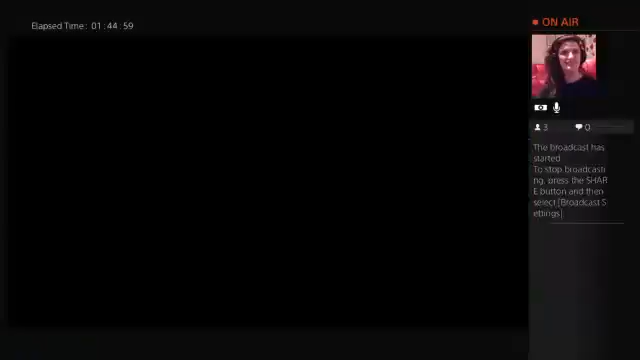 Elapsed Time: 01:44:59
ON AIR
3 0
The broadcast has
started
To stop broadcasti
ng, press the SHAR
E button and then
select [Broadcast S
ettings]